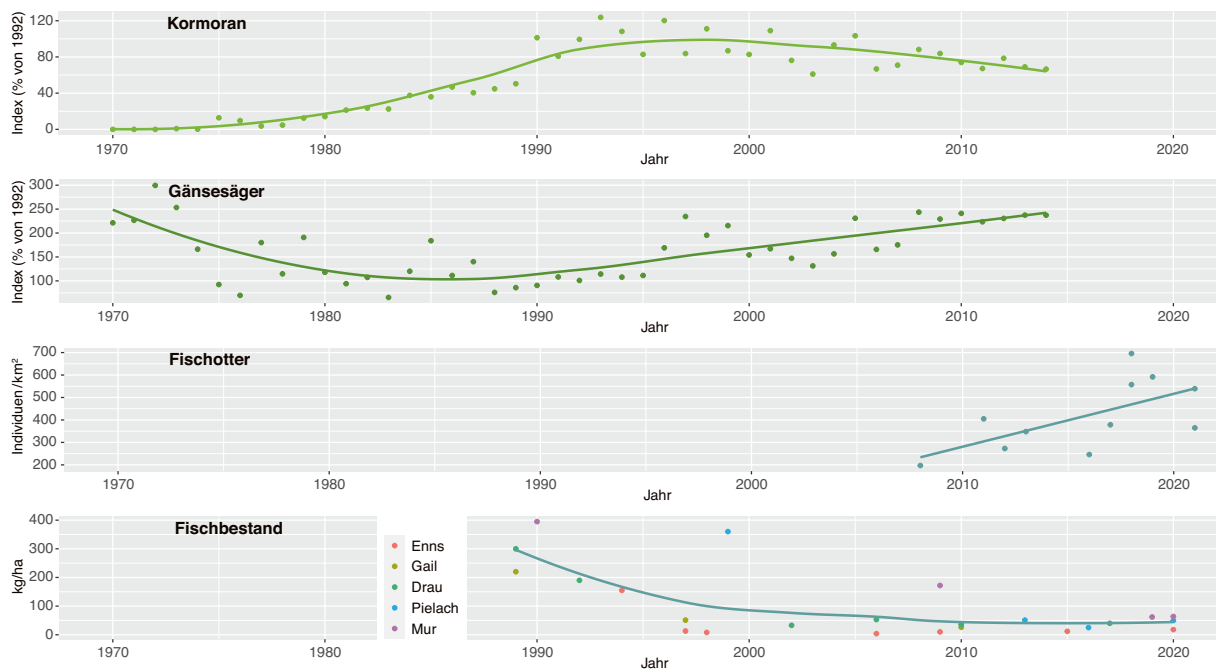 Kormoran
Index (% von 1992)
120
80
40
0
1970 1980 1990 2000 2010 2020
Jahr
Gänsesäger
Index (% von 1992)
300
250
200
150
100
1970 1980 1990 2000 2010 2020
Jahr
Fischotter
Individuen/km²
700
600
500
400
300
200
1970 1980 1990 2000 2010 2020
Jahr
Fischbestand
kg/ha
400
300
200
100
0
Enns
Gail
Drau
Pielach
Mur
1970 1980 1990 2000 2010 2020
Jahr